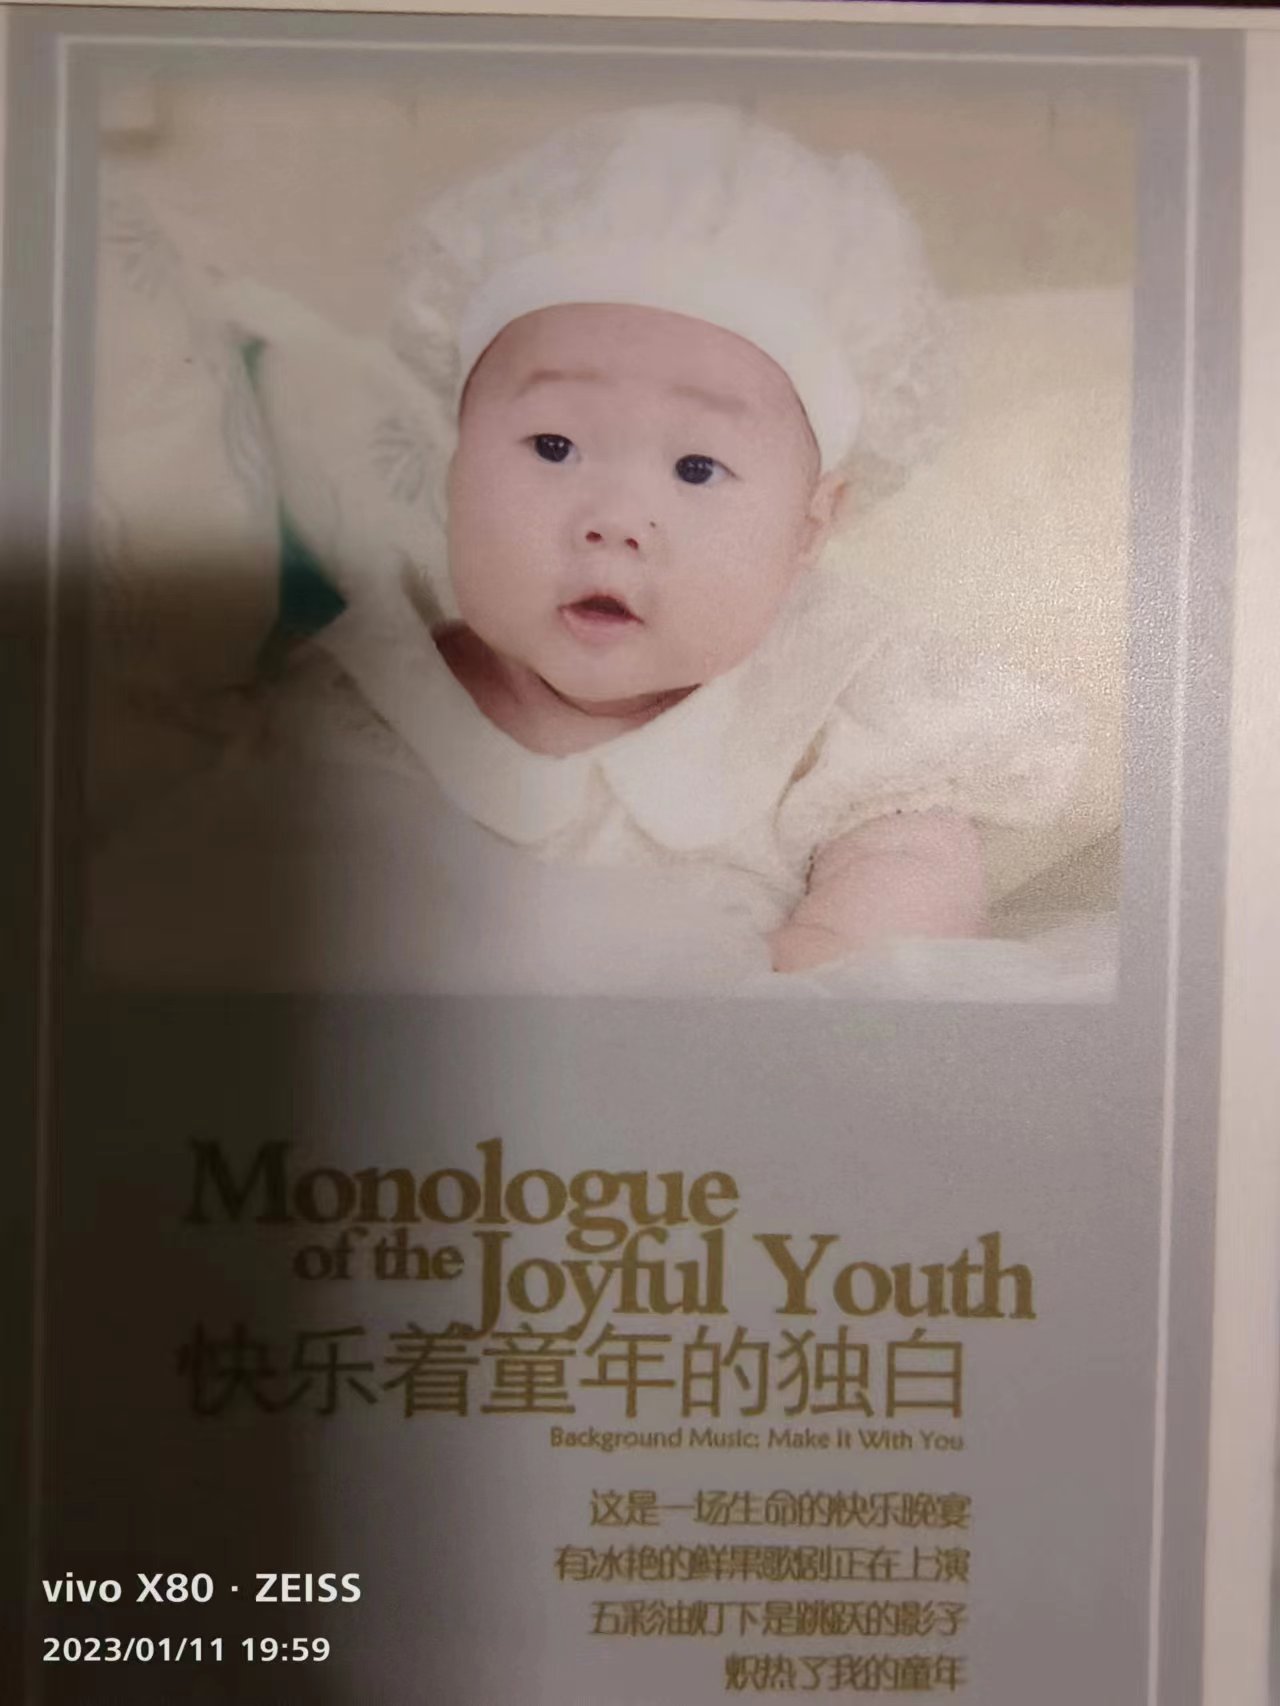 Monologue
of the Joyful Youth
快乐着童年的独白
Background Music: Make It With You
这是一场生命的快乐晚宴
有冰艳的鲜果歌剧正在上演
五彩油灯下是跳跃的影子
炽热了我的童年
vivo X80 · ZEISS
2023/01/11 19:59